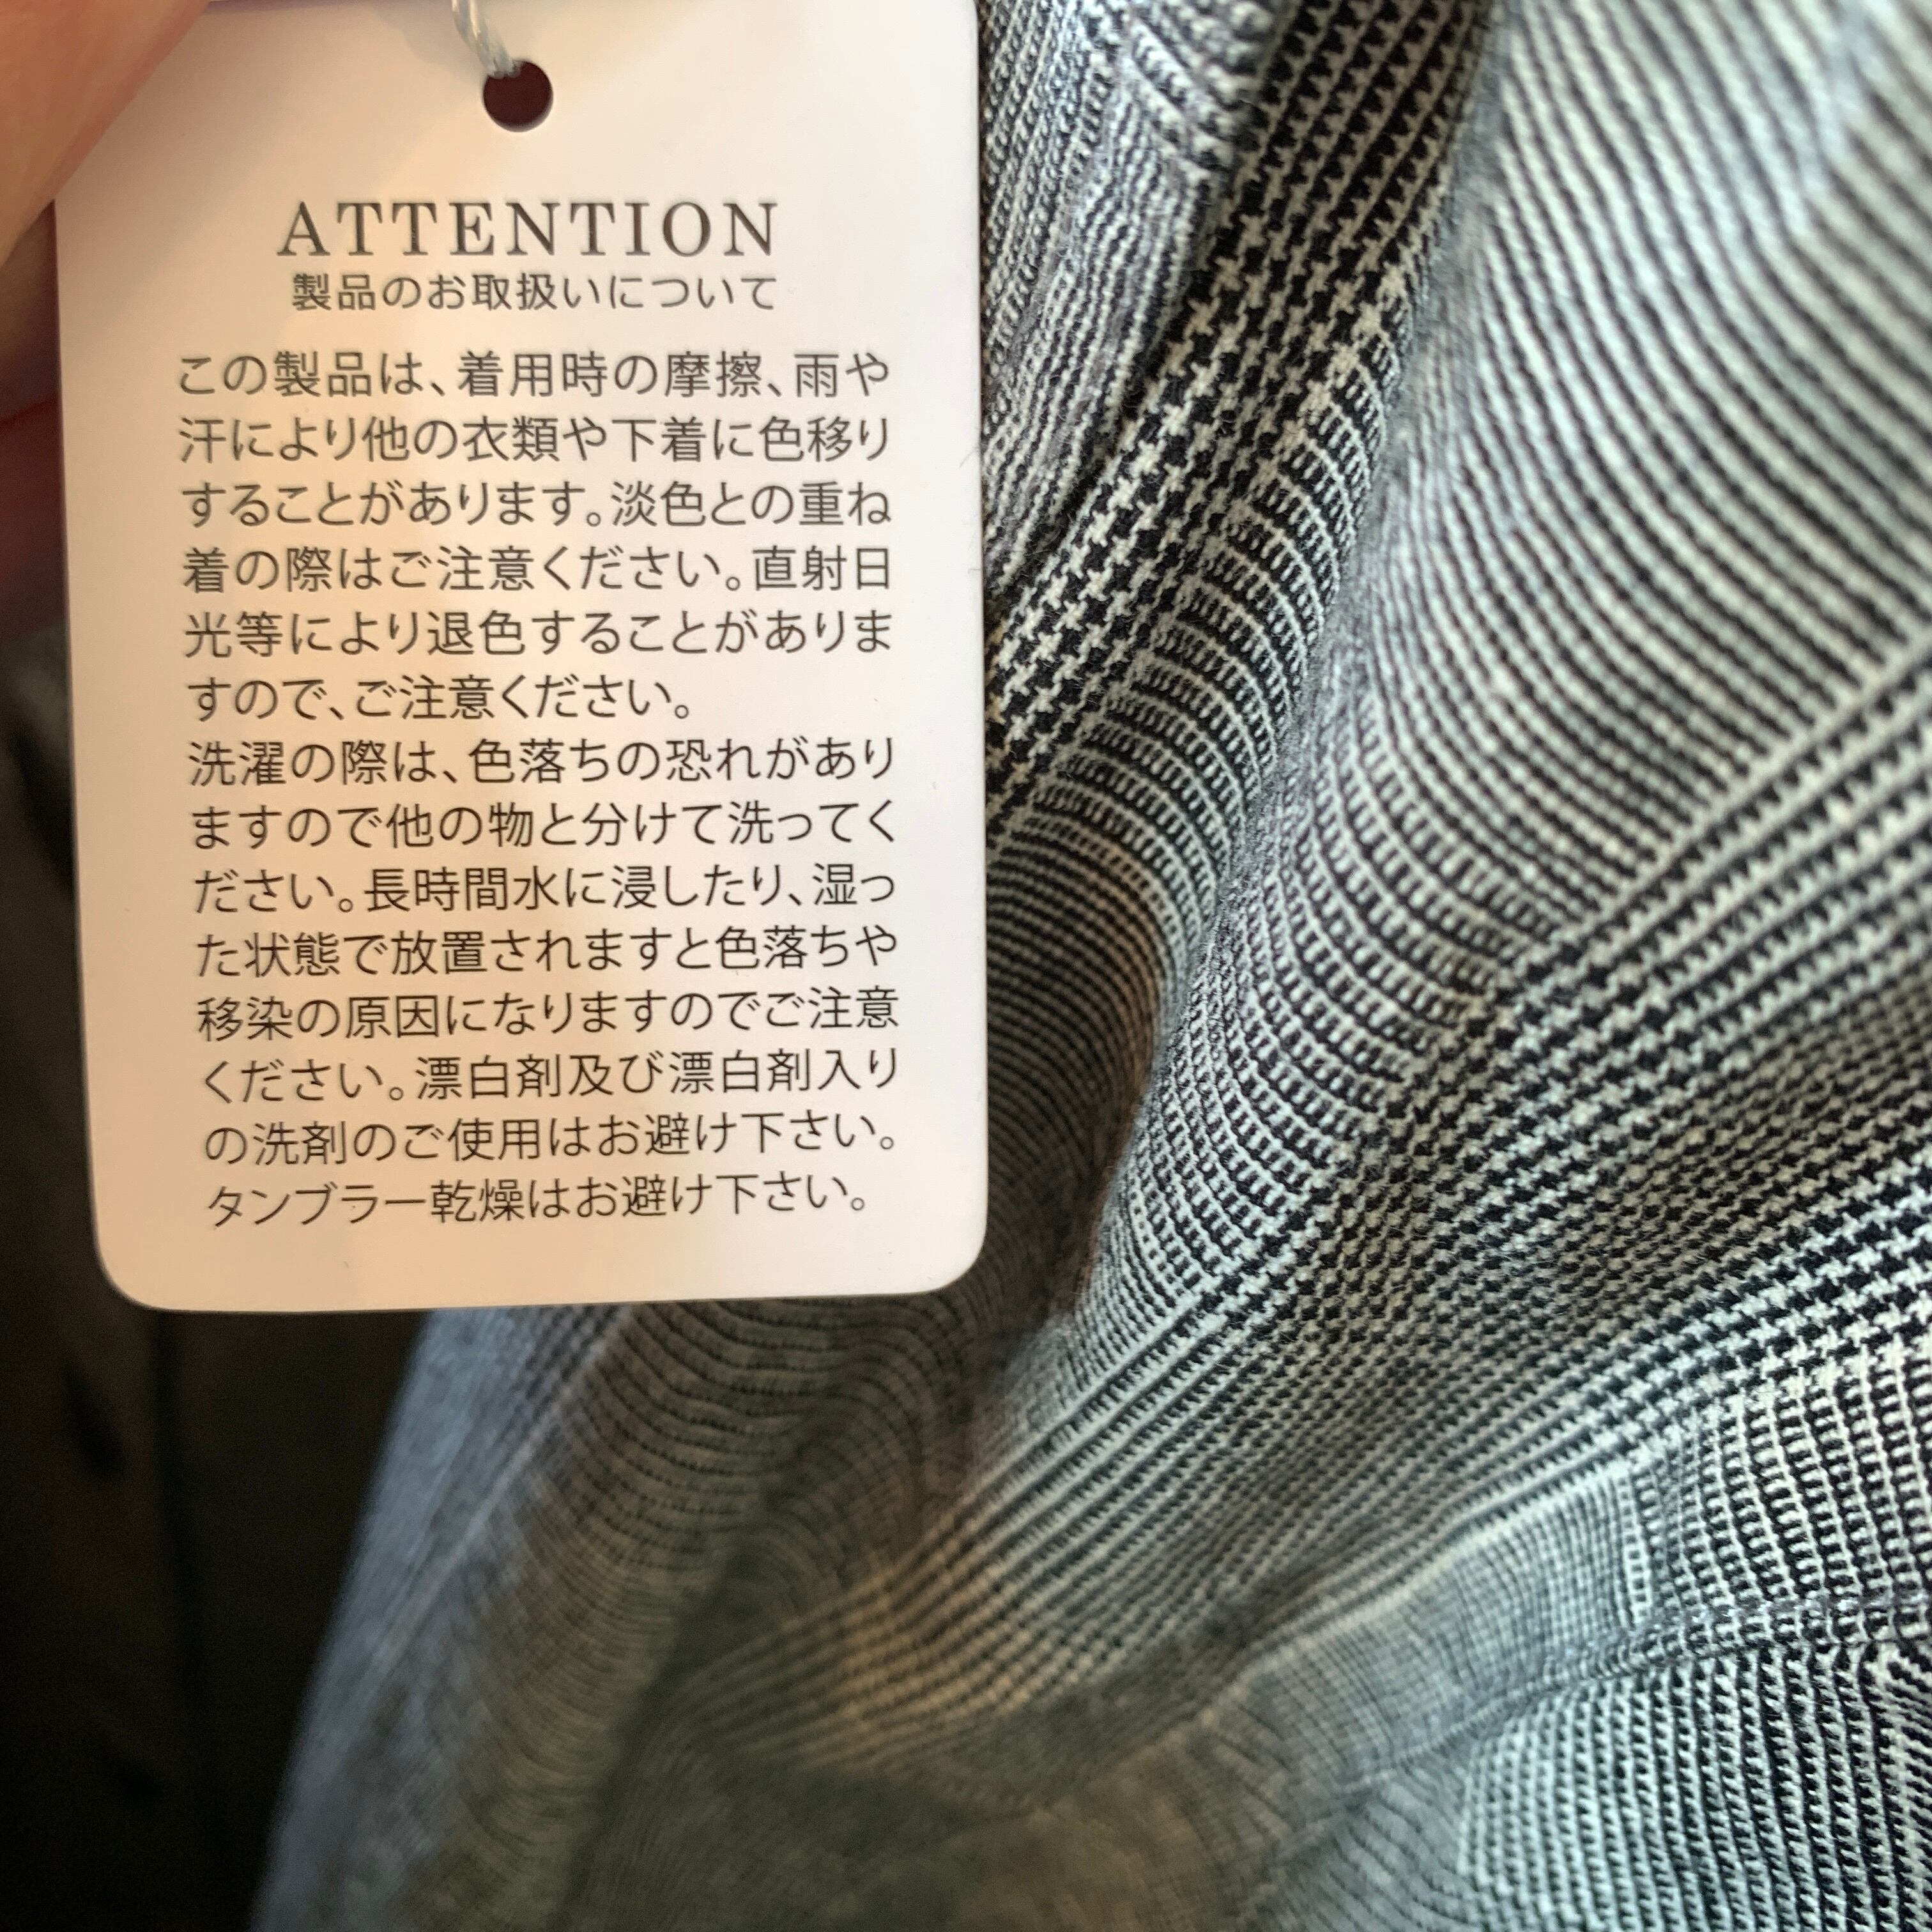 ATTENTION
製品のお取扱いについて
この製品は、着用時の摩擦、雨や
汗により他の衣類や下着に色移り
することがあります。淡色との重ね
着の際はご注意ください。直射日
光等により退色することがありま
すので、ご注意ください。
洗濯の際は、色落ちの恐れがあり
ますので他の物と分けて洗ってく
ださい。長時間水に浸したり、湿っ
た状態で放置されますと色落ちや
移染の原因になりますのでご注意
ください。漂白剤及び漂白剤入り
の洗剤のご使用はお避け下さい。
タンブラー乾燥はお避け下さい。